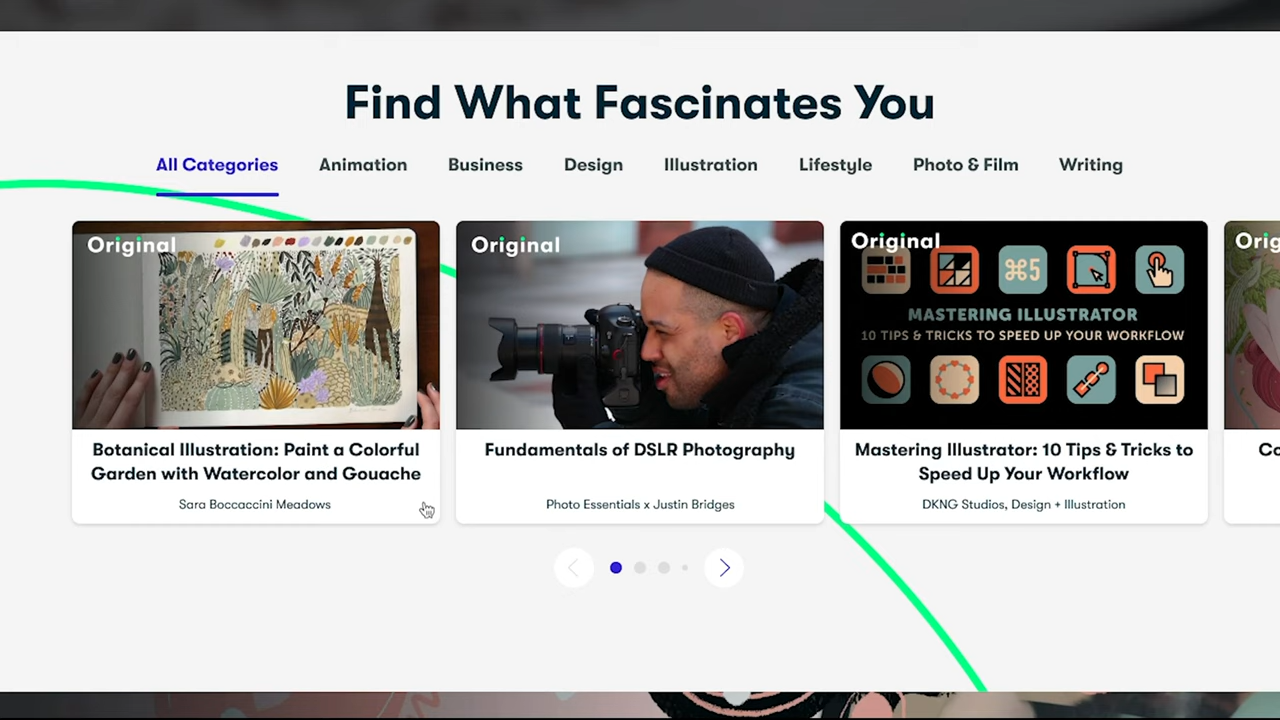 Find What Fascinates You
All Categories
Animation
Business
Design
Illustration
Lifestyle
Photo & Film
Writing
Original
Botanical Illustration: Paint a Colorful
Garden with Watercolor and Gouache
Sara Boccaccini Meadows
Original
Fundamentals of DSLR Photography
Photo Essentials x Justin Bridges
Original
⌘5
MASTERING ILLUSTRATOR
10 TIPS & TRICKS TO SPEED UP YOUR WORKFLOW
Mastering Illustrator: 10 Tips & Tricks to
Speed Up Your Workflow
DKNG Studios, Design + Illustration
Orig
Co